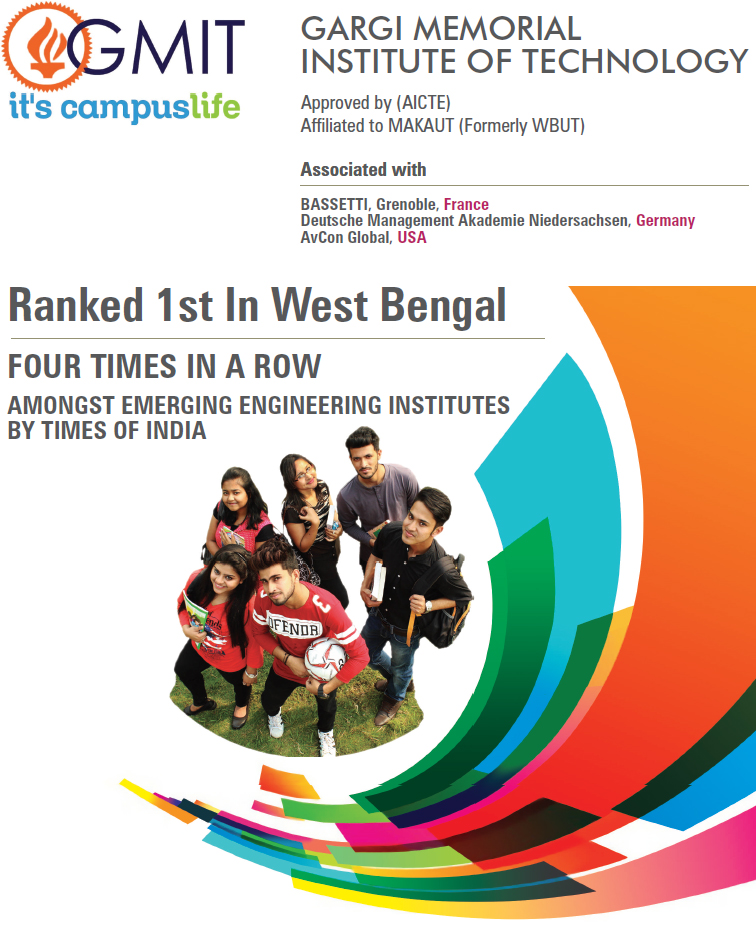 GMIT
it's campuslife
GARGI MEMORIAL
INSTITUTE OF TECHNOLOGY
Approved by (AICTE)
Affiliated to MAKAUT (Formerly WBUT)
Associated with
BASSETTI, Grenoble, France
Deutsche Management Akademie Niedersachsen, Germany
AvCon Global, USA
Ranked 1st In West Bengal
FOUR TIMES IN A ROW
AMONGST EMERGING ENGINEERING INSTITUTES
BY TIMES OF INDIA